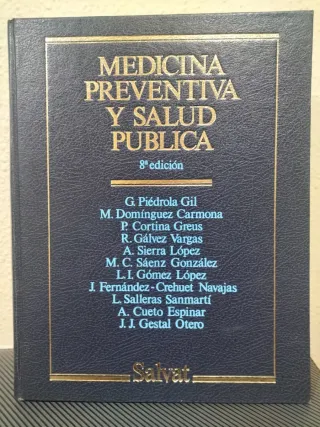 MEDICINA
PREVENTIVA
Y SALUD
PUBLICA
8ª edición
G. Piédrola Gil
M. Domínguez Carmona
P. Cortina Greus
R. Gálvez Vargas
A. Sierra López
M. C. Sáenz González
L. I. Gómez López
J. Fernández-Crehuet Navajas
L. Salleras Sanmartí
A. Cueto Espinar
J. J. Gestal Otero
Salvat